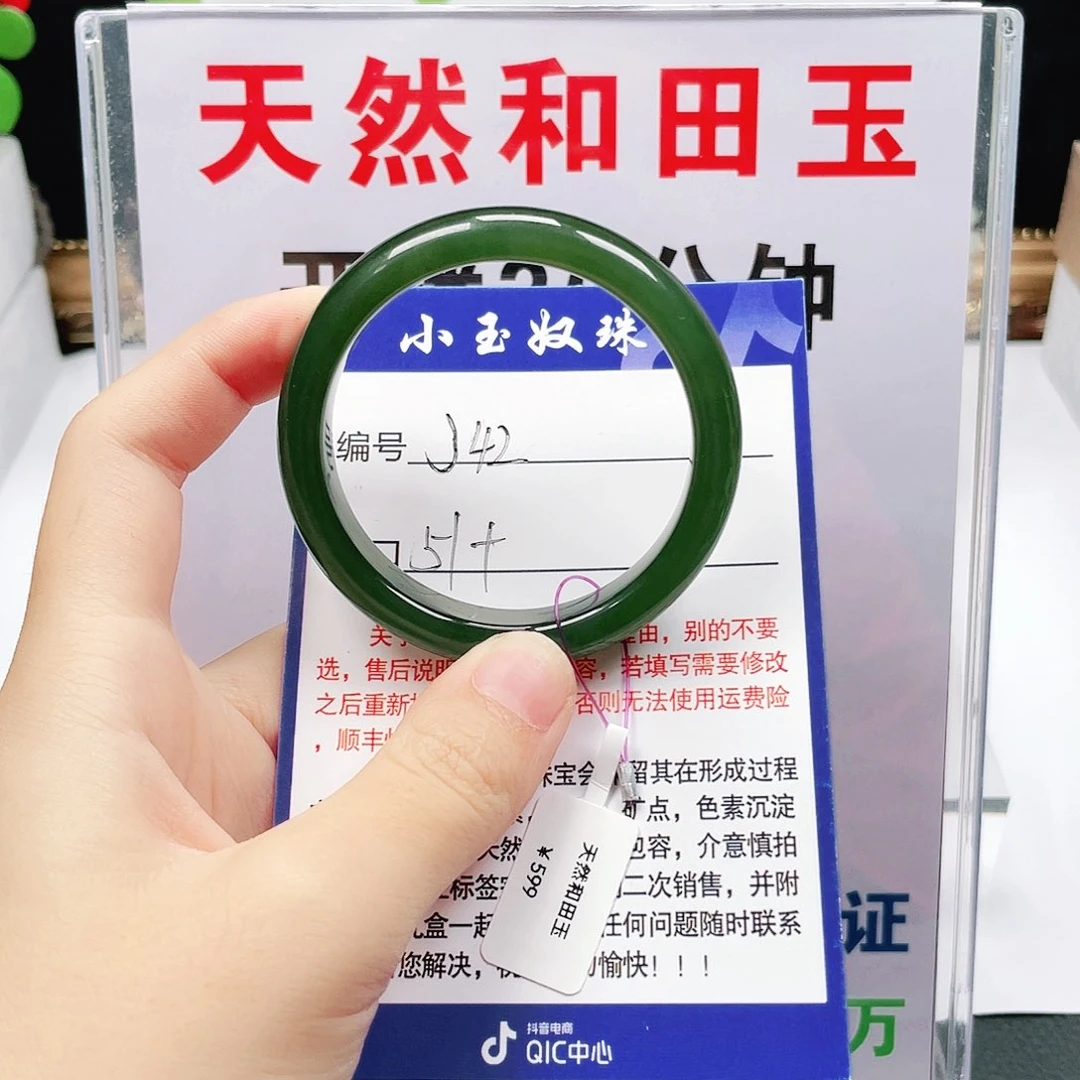 天然和田玉
分钟
小玉奴珠
编号 J42
51+
由，别的不要
选，售后说明 容，若填写需要修改
之后重新 否则无法使用运费险
，顺丰
珠宝会 留其在形成过程
矿点，色素沉淀
天然 包容，介意慎拍
标签 二次销售，并附
礼盒一起 任何问题随时联系
您解决，祝 愉快！！！
天然和田玉
¥599
证
万
抖音电商
QIC中心